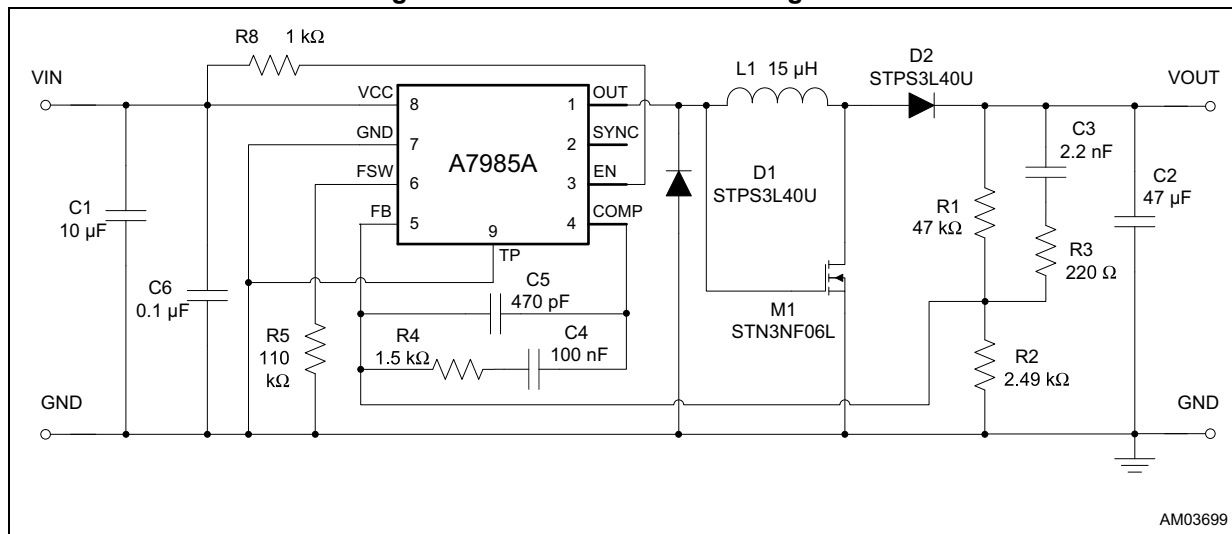 R8 1 kΩ
VIN
VCC
8
GND
7
FSW
6
FB
5
A7985A
9
TP
1
OUT
2
SYNC
3
EN
4
COMP
L1 15 µH
D2
STPS3L40U
VOUT
C3
2.2 nF
C2
47 µF
D1
STPS3L40U
R1
47 kΩ
R3
220 Ω
C1
10 µF
C6
0.1 µF
R5
110
kΩ
C5
470 pF
R4
1.5 kΩ
C4
100 nF
M1
STN3NF06L
R2
2.49 kΩ
GND
GND
AM03699